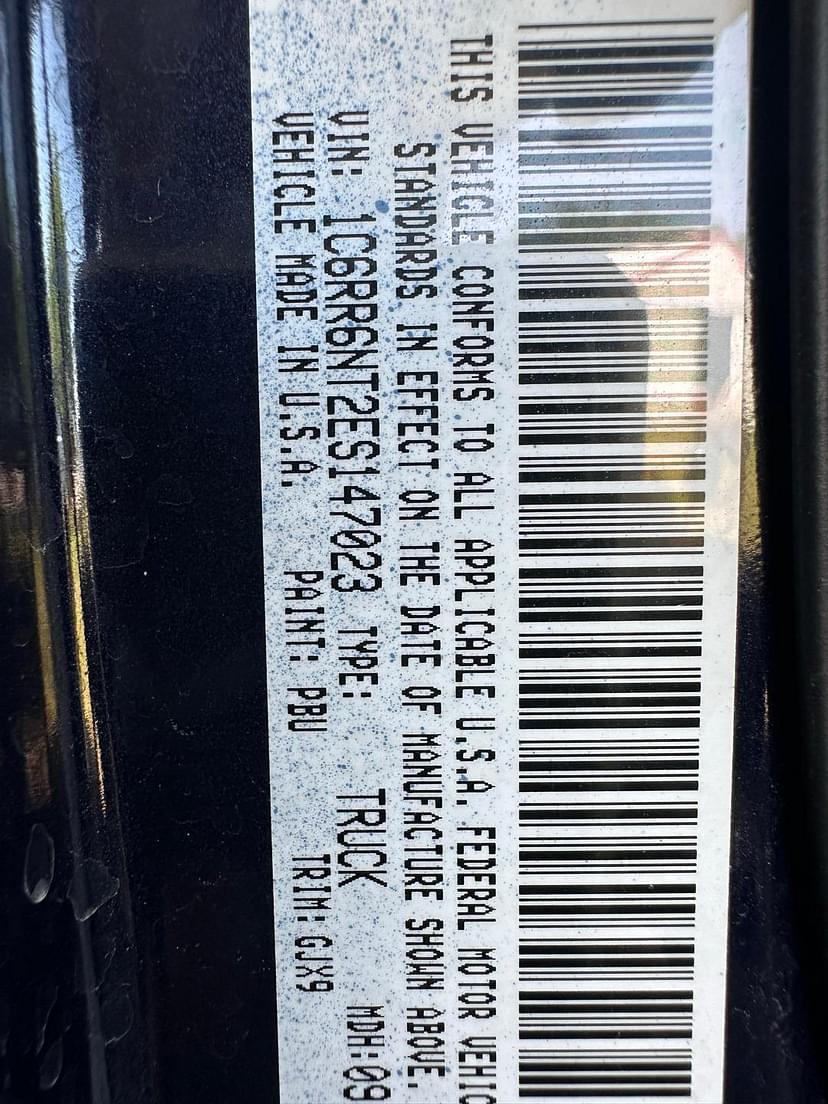 THIS VEHICLE CONFORMS TO ALL APPLICABLE U.S.A. FEDERAL MOTOR VEHIC
STANDARDS IN EFFECT ON THE DATE OF MANUFACTURE SHOWN ABOVE.
VIN: 1C6RR6NT2ES147023 TYPE: TRUCK MDH: 09
VEHICLE MADE IN U.S.A. PAINT: PBU TRIM: GJX9